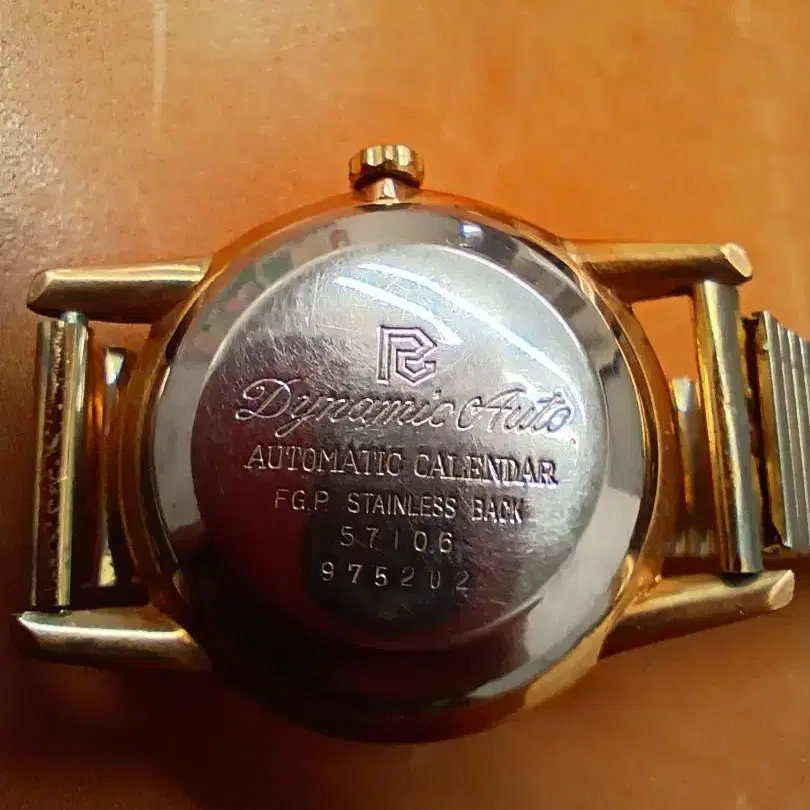 Dynamic Auto
AUTOMATIC CALENDAR
F.G.P. STAINLESS BACK
57106
975202